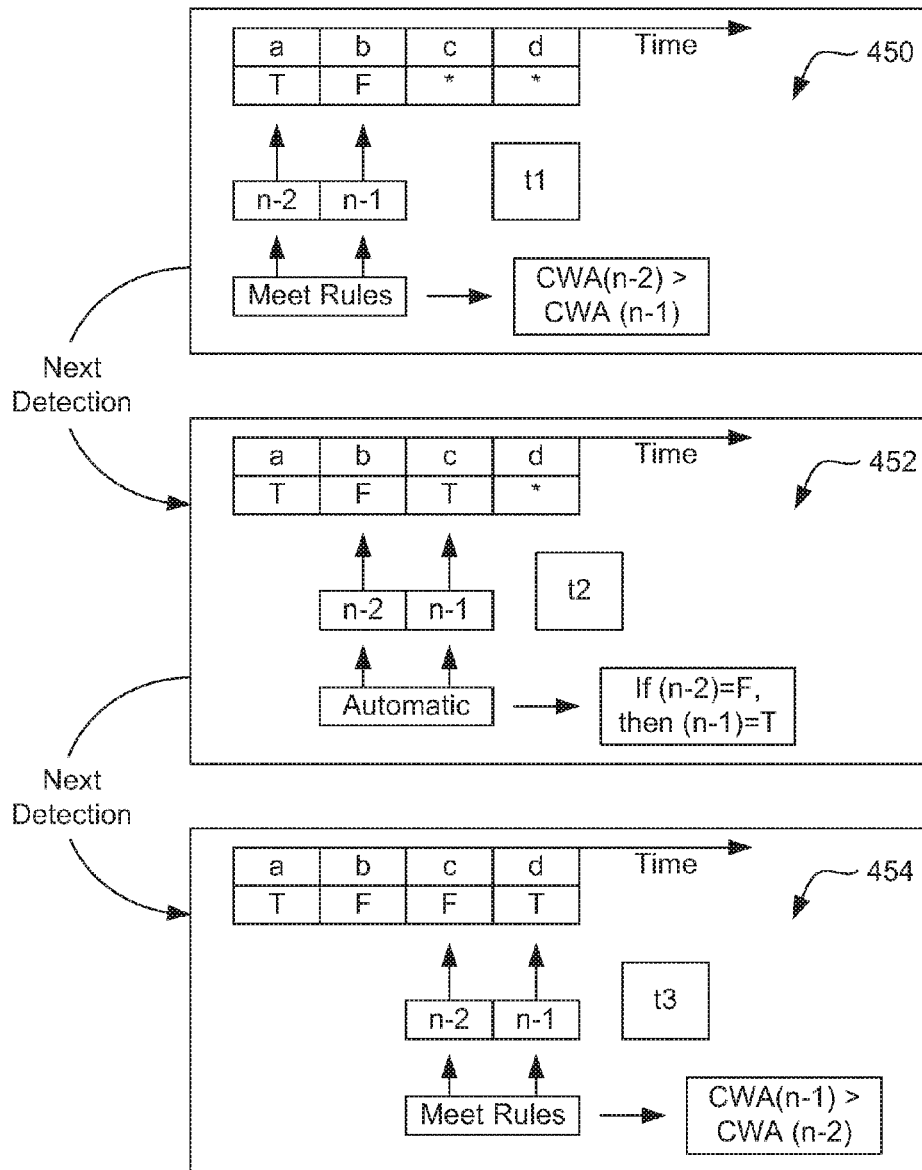 a b c d Time
T F * *
450
n-2 n-1
t1
Meet Rules
CWA(n-2) >
CWA (n-1)
Next
Detection
a b c d Time
T F T *
452
n-2 n-1
t2
Automatic
If (n-2)=F,
then (n-1)=T
Next
Detection
a b c d Time
T F F T
454
n-2 n-1
t3
Meet Rules
CWA(n-1) >
CWA (n-2)